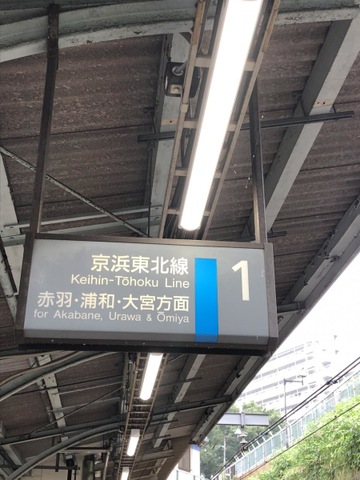 京浜東北線
Keihin-Tōhoku Line
1
赤羽・浦和・大宮方面
for Akabane, Urawa & Ōmiya